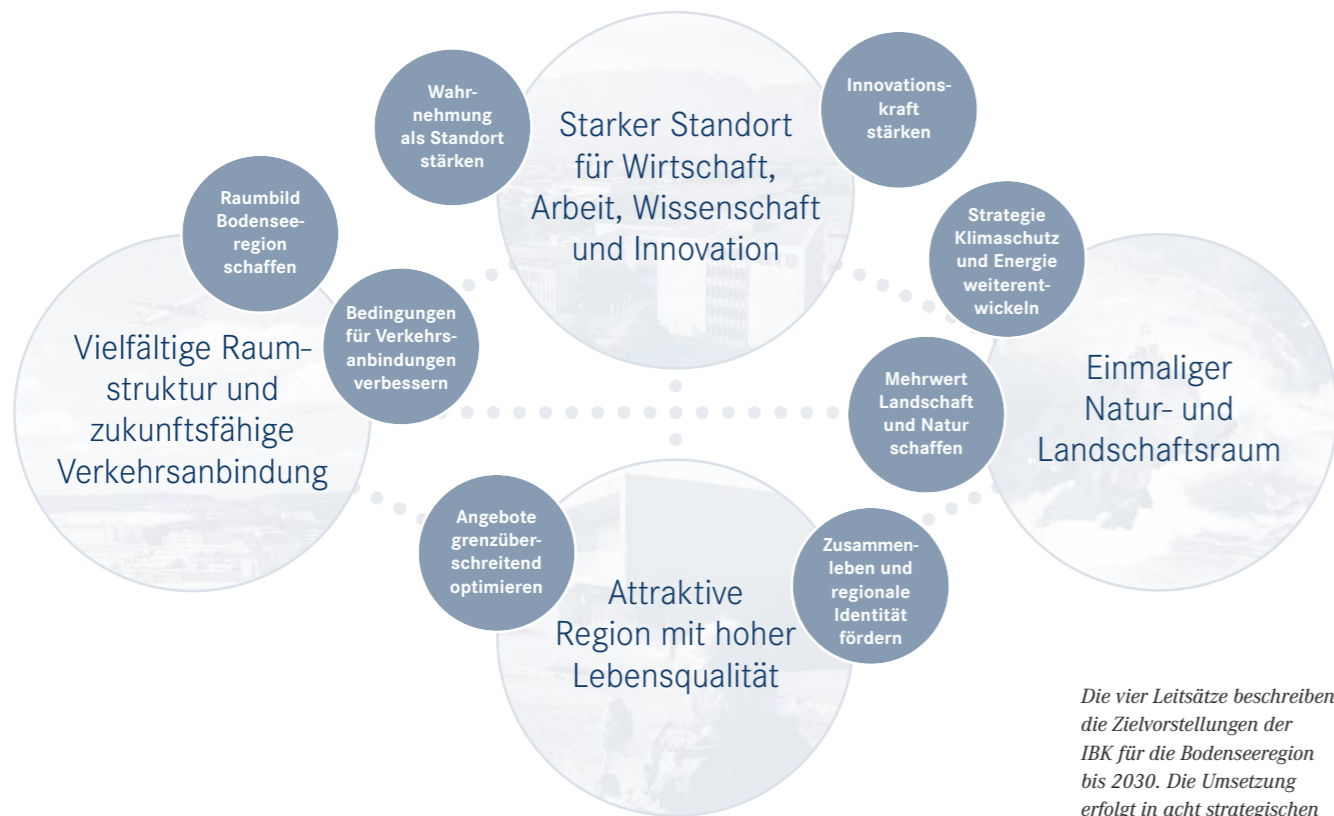 Wahr-
nehmung
als Standort
stärken
Starker Standort
für Wirtschaft,
Arbeit, Wissenschaft
und Innovation
Innovations-
kraft
stärken
Raumbild
Bodensee-
region
schaffen
Strategie
Klimaschutz
und Energie
weiterent-
wickeln
Vielfältige Raum-
struktur und
zukunftsfähige
Verkehrsanbindung
Bedingungen
für Verkehrs-
anbindungen
verbessern
Mehrwert
Landschaft
und Natur
schaffen
Einmaliger
Natur- und
Landschaftsraum
Angebote
grenzüber-
schreitend
optimieren
Attraktive
Region mit hoher
Lebensqualität
Zusammen-
leben und
regionale
Identität
fördern
Die vier Leitsätze beschreiben
die Zielvorstellungen der
IBK für die Bodenseeregion
bis 2030. Die Umsetzung
erfolgt in acht strategischen